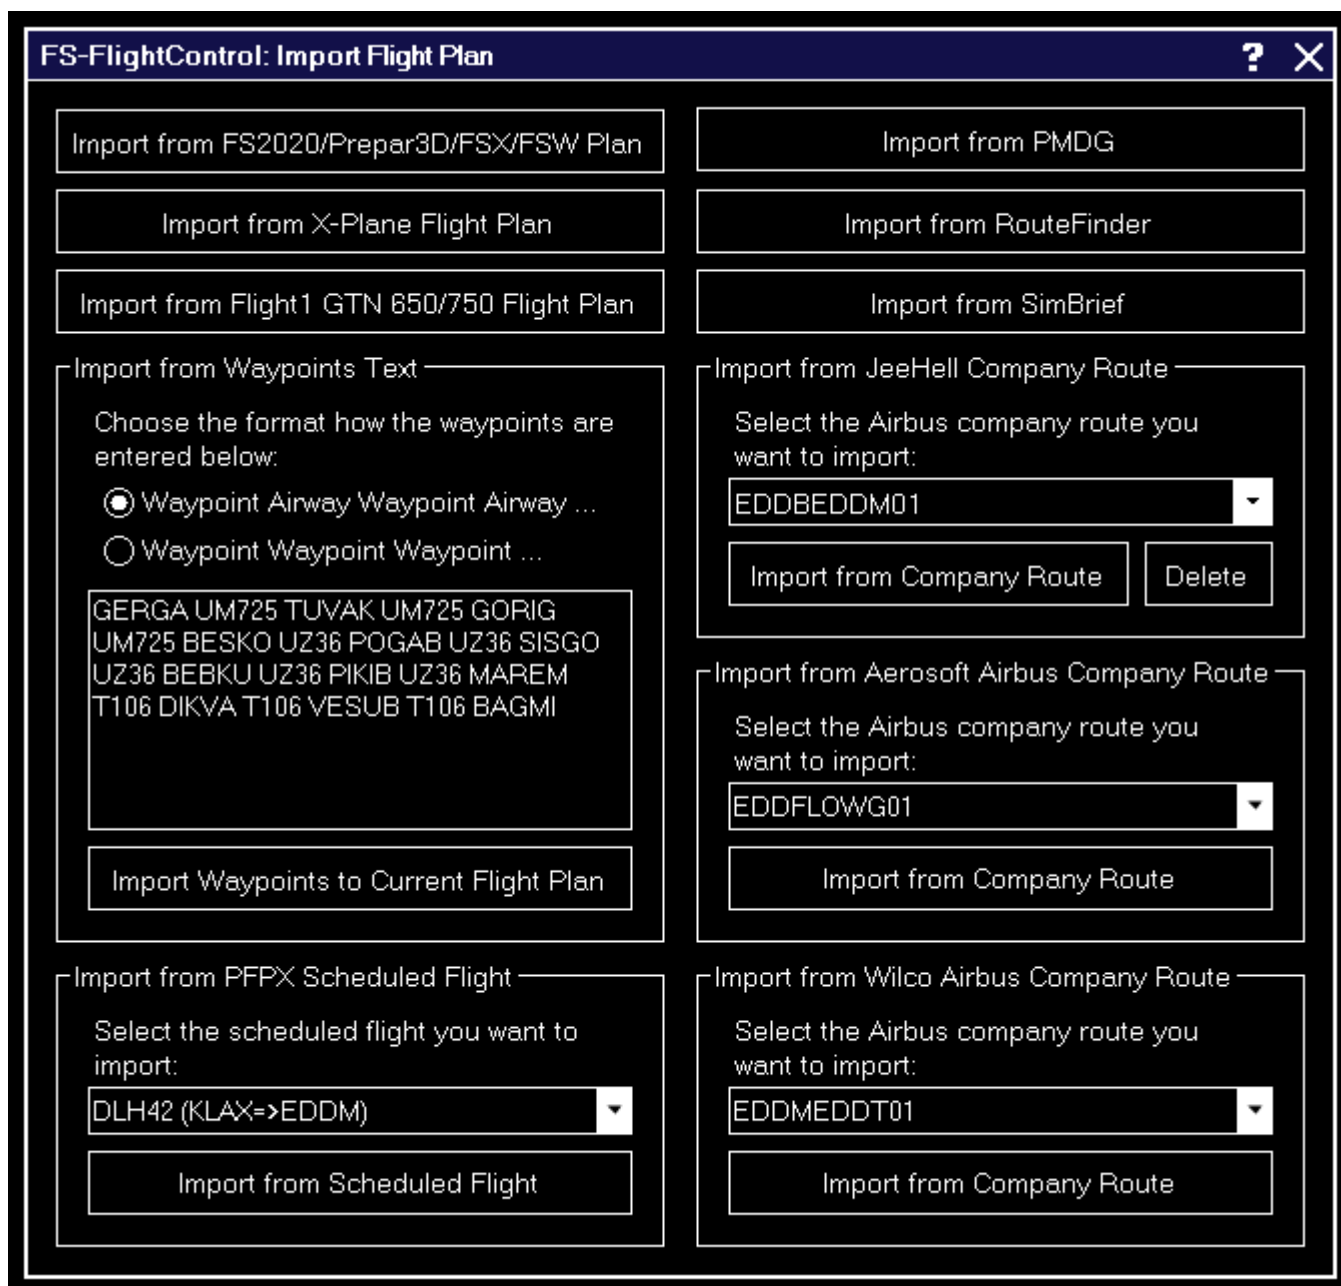 FS-FlightControl: Import Flight Plan
?
Import from FS2020/Prepar3D/FSX/FSW Plan
Import from X-Plane Flight Plan
Import from Flight1 GTN 650/750 Flight Plan
Import from Waypoints Text
Choose the format how the waypoints are
entered below:
Waypoint Airway Waypoint Airway ...
Waypoint Waypoint Waypoint ...
GERGA UM725 TUVAK UM725 GORIG
UM725 BESKO UZ36 POGAB UZ36 SISGO
UZ36 BEBKU UZ36 PIKIB UZ36 MAREM
T106 DIKVA T106 VESUB T106 BAGMI
Import Waypoints to Current Flight Plan
Import from PFPX Scheduled Flight
Select the scheduled flight you want to
import:
DLH42 (KLAX=>EDDM)
Import from Scheduled Flight
Import from PMDG
Import from RouteFinder
Import from SimBrief
Import from JeeHell Company Route
Select the Airbus company route you
want to import:
EDDBEDDM01
Import from Company Route
Delete
Import from Aerosoft Airbus Company Route
Select the Airbus company route you
want to import:
EDDFLOWG01
Import from Company Route
Import from Wilco Airbus Company Route
Select the Airbus company route you
want to import:
EDDMEDDT01
Import from Company Route